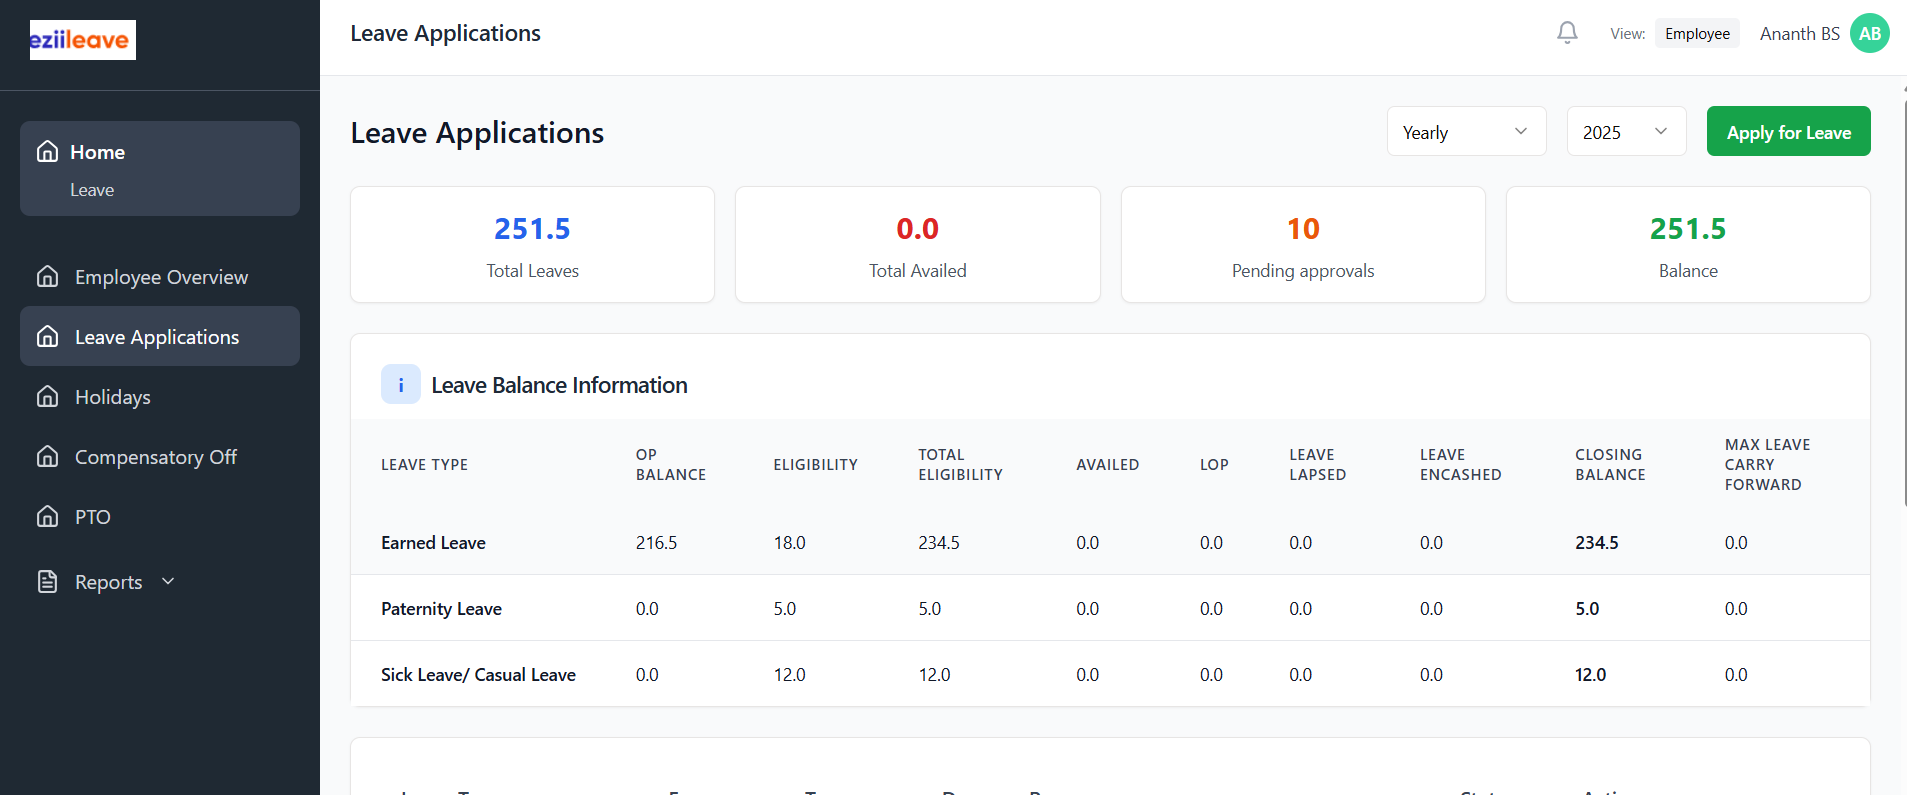 eziileave
Leave Applications
View: Employee Ananth BS AB
Home
Leave
Employee Overview
Leave Applications
Holidays
Compensatory Off
PTO
Reports
Leave Applications
Yearly 2025 Apply for Leave
251.5 0.0 10 251.5
Total Leaves Total Availed Pending approvals Balance
i Leave Balance Information
LEAVE TYPE OP BALANCE ELIGIBILITY TOTAL ELIGIBILITY AVAILED LOP LEAVE LAPSED LEAVE ENCASHED CLOSING BALANCE MAX LEAVE CARRY FORWARD
Earned Leave 216.5 18.0 234.5 0.0 0.0 0.0 0.0 234.5 0.0
Paternity Leave 0.0 5.0 5.0 0.0 0.0 0.0 0.0 5.0 0.0
Sick Leave/ Casual Leave 0.0 12.0 12.0 0.0 0.0 0.0 0.0 12.0 0.0